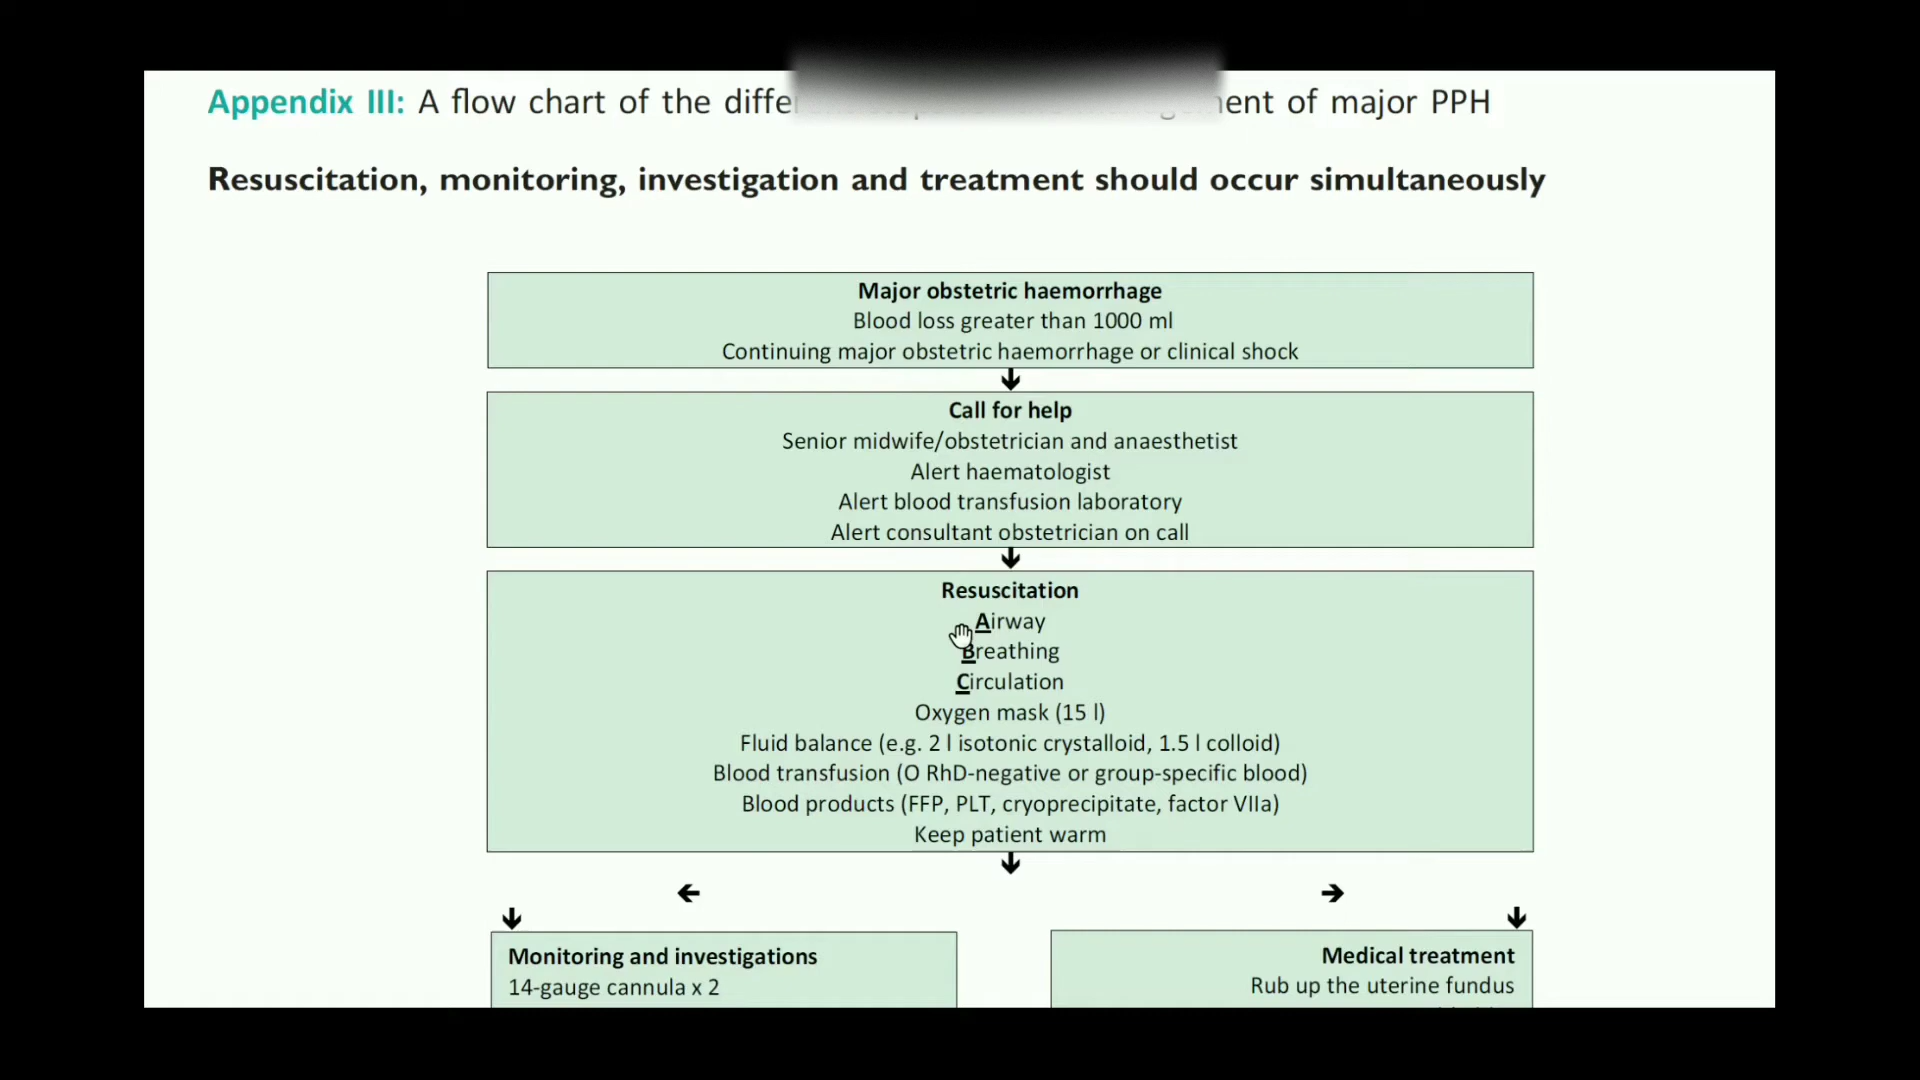 Appendix III: A flow chart of the of major PPH
Resuscitation, monitoring, investigation and treatment should occur simultaneously
Major obstetric haemorrhage
Blood loss greater than 1000 ml
Continuing major obstetric haemorrhage or clinical shock
Call for help
Senior midwife/obstetrician and anaesthetist
Alert haematologist
Alert blood transfusion laboratory
Alert consultant obstetrician on call
Resuscitation
Airway
Breathing
Circulation
Oxygen mask (15 l)
Fluid balance (e.g. 2 l isotonic crystalloid, 1.5 l colloid)
Blood transfusion (O RhD-negative or group-specific blood)
Blood products (FFP, PLT, cryoprecipitate, factor VIIa)
Keep patient warm
Monitoring and investigations
14-gauge cannula x 2
Medical treatment
Rub up the uterine fundus